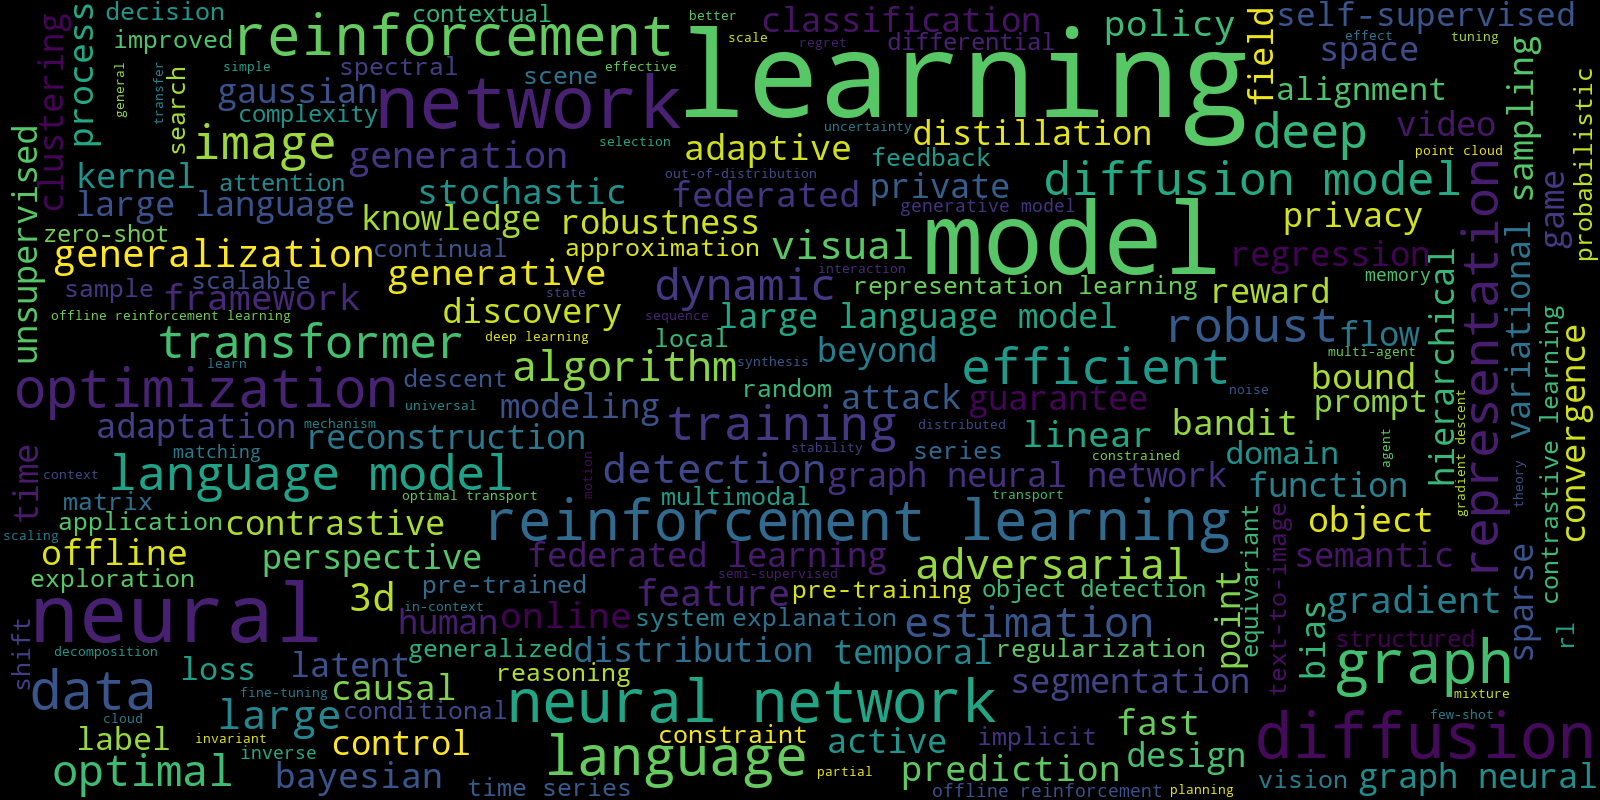 decision
contextual
better
classification
policy
self-supervised
improved
reinforcement
scale
regret
differential
effect
tuning
clustering
process
simple
spectral
scene
effective
learning
field
space
general
transfer
search
gaussian
network
alignment
complexity
uncertainty
distillation
deep
video
sampling
probabilistic
unsupervised
image
generation
selection
adaptive
feedback
point cloud
kernel
attention
stochastic
out-of-distribution
federated
private
diffusion model
large language
knowledge
robustness
generative model
model
privacy
game
zero-shot
generalization
continual
approximation
visual
regression
representation
variational
scalable
generative
interaction
memory
hierarchical
sample
framework
state
dynamic
representation learning
reward
offline reinforcement learning
discovery
sequence
large language model
robust
flow
transformer
deep learning
local
beyond
multi-agent
learn
algorithm
synthesis
efficient
bound
optimization
descent
random
attack
guarantee
noise
prompt
convergence
contrastive learning
universal
modeling
training
distributed
bandit
gradient descent
adaptation
mechanism
reconstruction
stability
series
linear
constrained
domain
agent
matching
time
context
language model
motion
detection
graph neural network
function
theory
matrix
optimal transport
multimodal
transport
scaling
application
contrastive
reinforcement learning
object
offline
perspective
federated learning
adversarial
equivariant
text-to-image
semantic
exploration
pre-trained
semi-supervised
pre-training
object detection
point
sparse
neural
3d
in-context
feature
gradient
human
online
system
explanation
estimation
bias
structured
rl
shift
decomposition
generalized
distribution
temporal
regularization
graph
loss
latent
reasoning
segmentation
data
fine-tuning
causal
neural network
mixture
cloud
large
conditional
fast
few-shot
diffusion
label
invariant
inverse
control
constraint
active
implicit
design
optimal
bayesian
language
partial
prediction
vision
graph neural
time series
offline reinforcement
planning